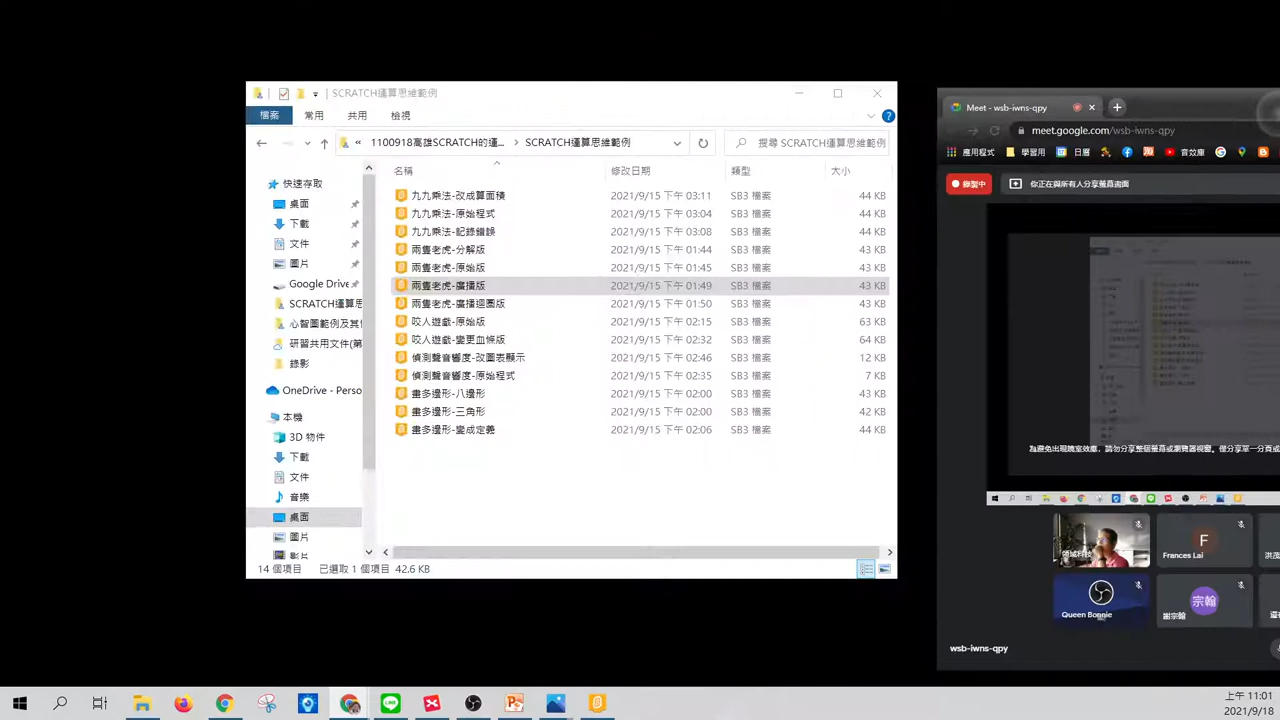 SCRATCH運算思維範例
檔案 常用 共用 檢視
« 1100918高雄SCRATCH的運... › SCRATCH運算思維範例
搜尋 SCRATCH運算思維範例
名稱 修改日期 類型 大小
九九乘法-改成算面積 2021/9/15 下午 03:11 SB3 檔案 44 KB
九九乘法-原始程式 2021/9/15 下午 03:04 SB3 檔案 44 KB
九九乘法-記錄錯誤 2021/9/15 下午 03:08 SB3 檔案 44 KB
兩隻老虎-分解版 2021/9/15 下午 01:44 SB3 檔案 43 KB
兩隻老虎-原始版 2021/9/15 下午 01:45 SB3 檔案 43 KB
兩隻老虎-廣播版 2021/9/15 下午 01:49 SB3 檔案 43 KB
兩隻老虎-廣播迴圈版 2021/9/15 下午 01:50 SB3 檔案 43 KB
咬人遊戲-原始版 2021/9/15 下午 02:15 SB3 檔案 63 KB
咬人遊戲-變更血條版 2021/9/15 下午 02:32 SB3 檔案 64 KB
偵測聲音響度-改圖表顯示 2021/9/15 下午 02:46 SB3 檔案 12 KB
偵測聲音響度-原始程式 2021/9/15 下午 02:35 SB3 檔案 7 KB
畫多邊形-八邊形 2021/9/15 下午 02:00 SB3 檔案 43 KB
畫多邊形-三角形 2021/9/15 下午 02:00 SB3 檔案 42 KB
畫多邊形-變成定義 2021/9/15 下午 02:06 SB3 檔案 44 KB
快速存取
桌面
下載
文件
圖片
Google Drive
SCRATCH運算思
心智圖範例及其他
研習共用文件(第
錄影
OneDrive - Perso
本機
3D 物件
下載
文件
音樂
桌面
圖片
影片
14 個項目 已選取 1 個項目 42.6 KB
Meet - wsb-iwns-qpy
meet.google.com/wsb-iwns-qpy
應用程式 學習用 日曆 音效庫
錄製中 你正在與所有人分享螢幕畫面
Frances Lai
Queen Bonnie
宗翰
謝宗翰
wsb-iwns-qpy
LINE
上午 11:01
2021/9/18